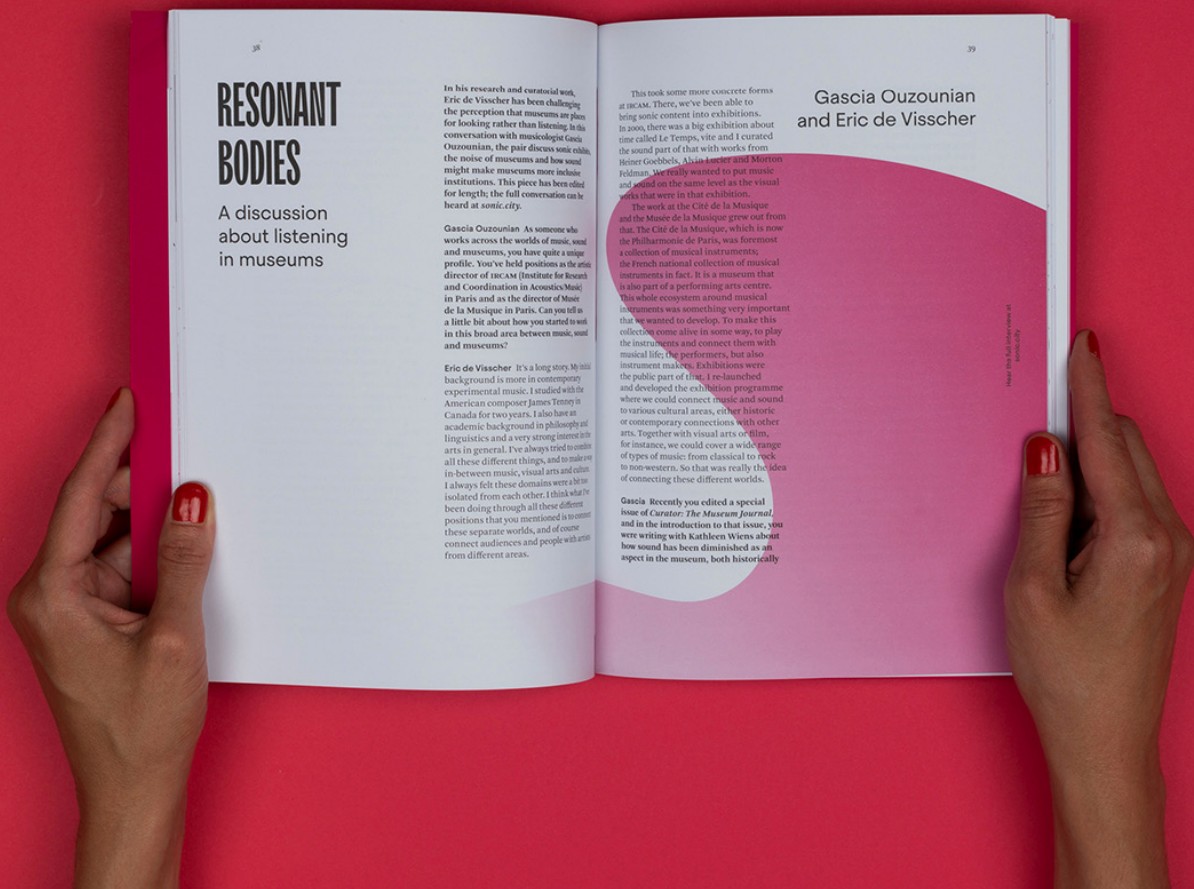 38
RESONANT
BODIES
A discussion
about listening
in museums
In his research and curatorial work,
Eric de Visscher has been challenging
the perception that museums are places
for looking rather than listening. In this
conversation with musicologist Gascia
Ouzounian, the pair discuss sonic exhibits,
the noise of museums and how sound
might make museums more inclusive
institutions. This piece has been edited
for length; the full conversation can be
heard at sonic.city.
Gascia Ouzounian As someone who
works across the worlds of music, sound
and museums, you have quite a unique
profile. You've held positions as the artistic
director of IRCAM (Institute for Research
and Coordination in Acoustics/Music)
in Paris and as the director of Musée
de la Musique in Paris. Can you tell us
a little bit about how you started to work
in this broad area between music, sound
and museums?
Eric de Visscher It's a long story. My initial
background is more in contemporary
experimental music. I studied with the
American composer James Tenney in
Canada for two years. I also have an
academic background in philosophy and
linguistics and a very strong interest in the
arts in general. I've always tried to combine
all these different things, and to make
in-between music, visual arts and culture.
I always felt these domains were a bit too
isolated from each other. I think what I've
been doing through all these different
positions that you mentioned is to connect
these separate worlds, and of course
connect audiences and people with artists
from different areas.
39
Gascia Ouzounian
and Eric de Visscher
This took some more concrete forms
at IRCAM. There, we've been able to
bring sonic content into exhibitions.
In 2000, there was a big exhibition about
time called Le Temps, vite and I curated
the sound part of that with works from
Heiner Goebbels, Alvin Lucier and Morton
Feldman. We really wanted to put music
and sound on the same level as the visual
works that were in that exhibition.
The work at the Cité de la Musique
and the Musée de la Musique grew out from
that. The Cité de la Musique, which is now
the Philharmonie de Paris, was foremost
a collection of musical instruments;
the French national collection of musical
instruments in fact. It is a museum that
is also part of a performing arts centre.
This whole ecosystem around musical
instruments was something very important
that we wanted to develop. To make this
collection come alive in some way, to play
the instruments and connect them with
musical life; the performers, but also
instrument makers. Exhibitions were
the public part of that. I re-launched
and developed the exhibition programme
where we could connect music and sound
to various cultural areas, either historic
or contemporary connections with other
arts. Together with visual arts or film,
for instance, we could cover a wide range
of types of music: from classical to rock
to non-western. So that was really the idea
of connecting these different worlds.
Gascia Recently you edited a special
issue of Curator: The Museum Journal,
and in the introduction to that issue, you
were writing with Kathleen Wiens about
how sound has been diminished as an
aspect in the museum, both historically
Hear the full interview at
sonic.city